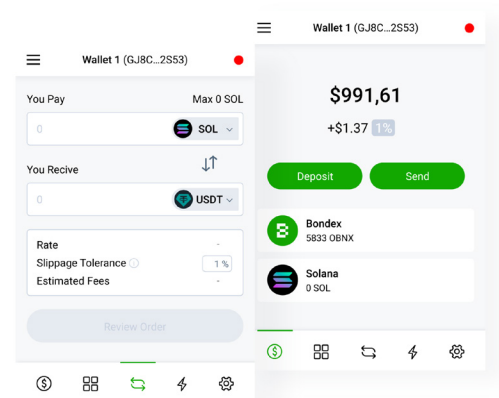 Wallet 1 (GJ8C...2S53)
You Pay
Max 0 SOL
0
SOL
You Recive
0
USDT
Rate
-
Slippage Tolerance
1 %
Estimated Fees
-
Review Order
Wallet 1 (GJ8C...2S53)
$991,61
+$1.37 1%
Deposit
Send
Bondex
5833 OBNX
Solana
0 SOL